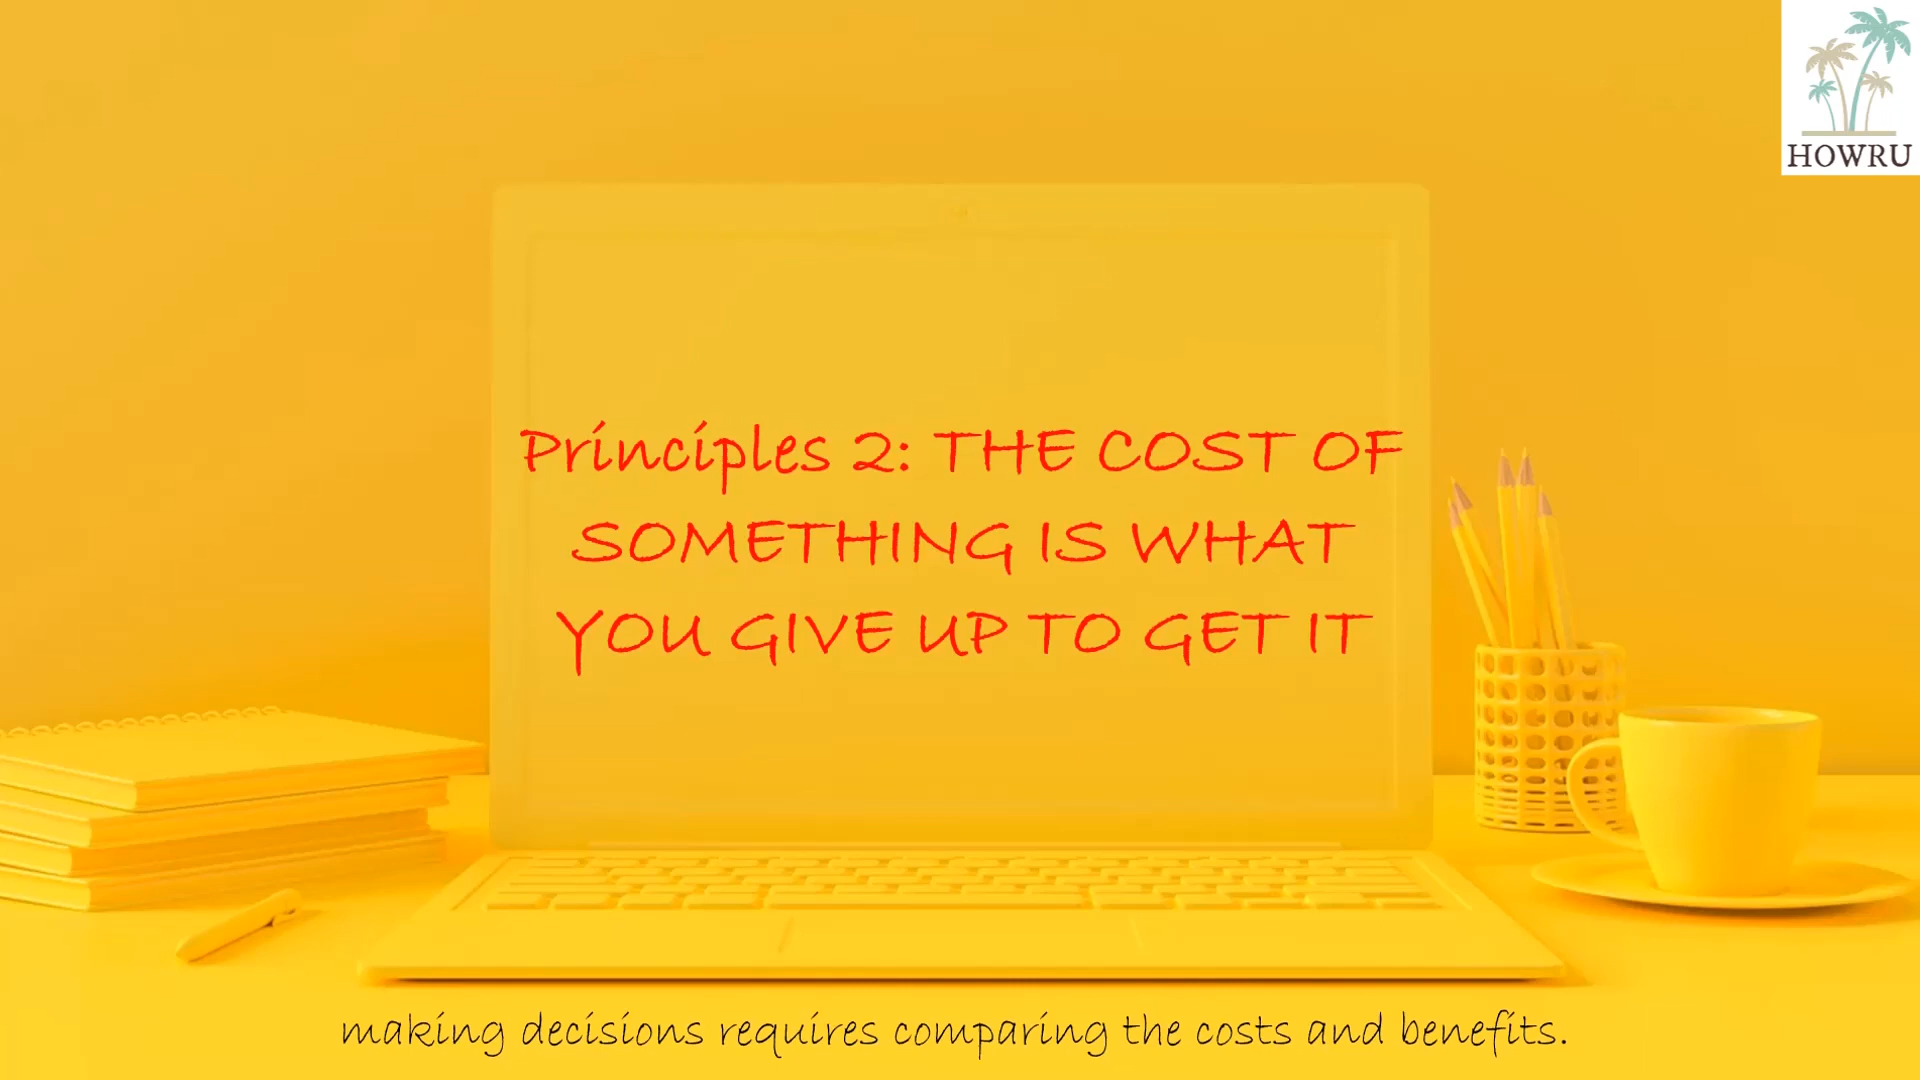 HOWRU
Principles 2: THE COST OF
SOMETHING IS WHAT
YOU GIVE UP TO GET IT
making decisions requires comparing the costs and benefits.